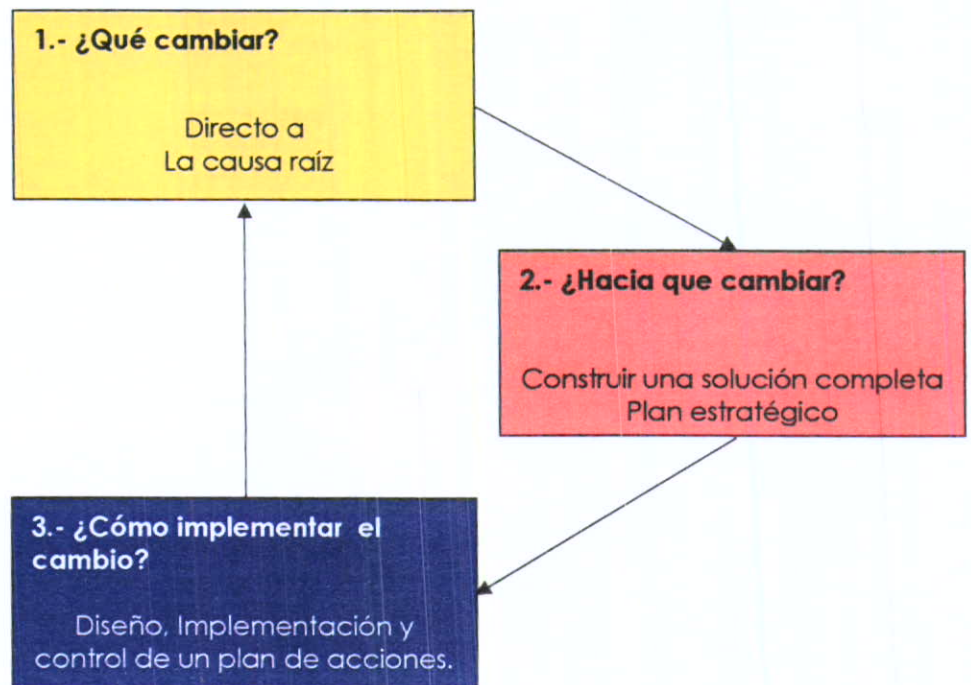 1.- ¿Qué cambiar?
Directo a
La causa raíz
2.- ¿Hacia que cambiar?
Construir una solución completa
Plan estratégico
3.- ¿Cómo implementar el
cambio?
Diseño, Implementación y
control de un plan de acciones.